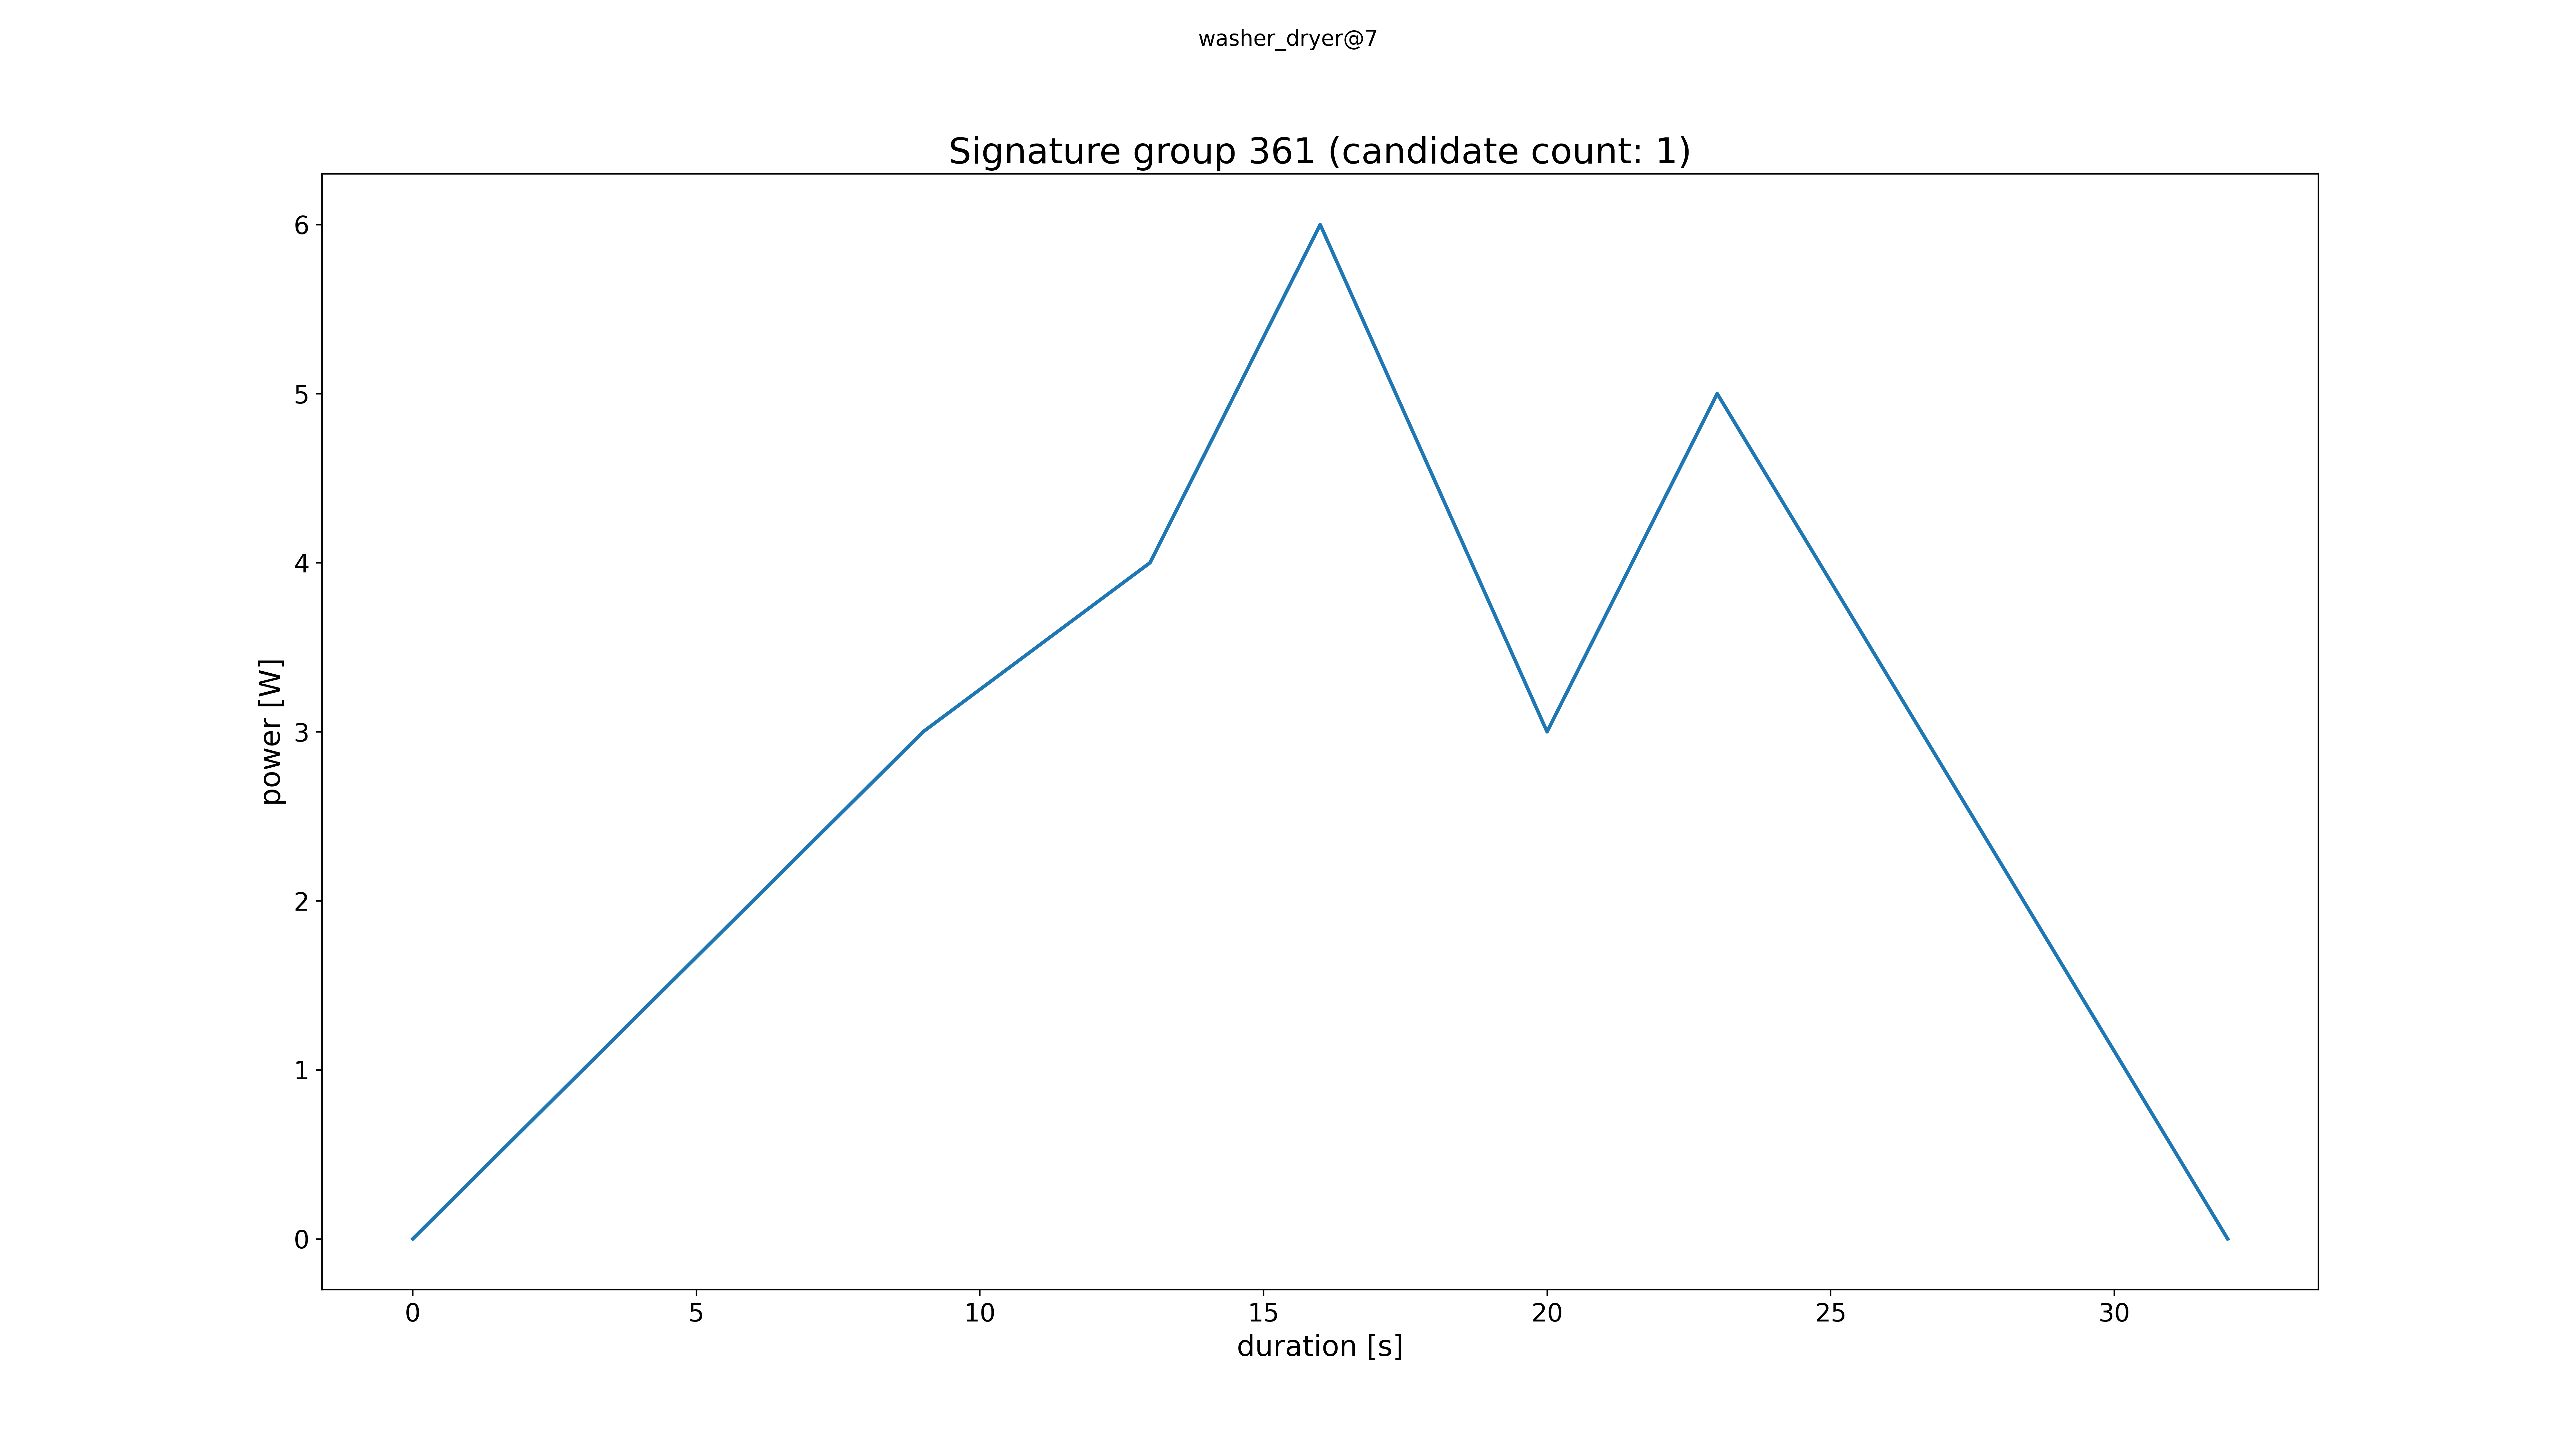 washer_dryer@7
Signature group 361 (candidate count: 1)
6
5
4
3
2
1
0
power [W]
0 5 10 15 20 25 30
duration [s]